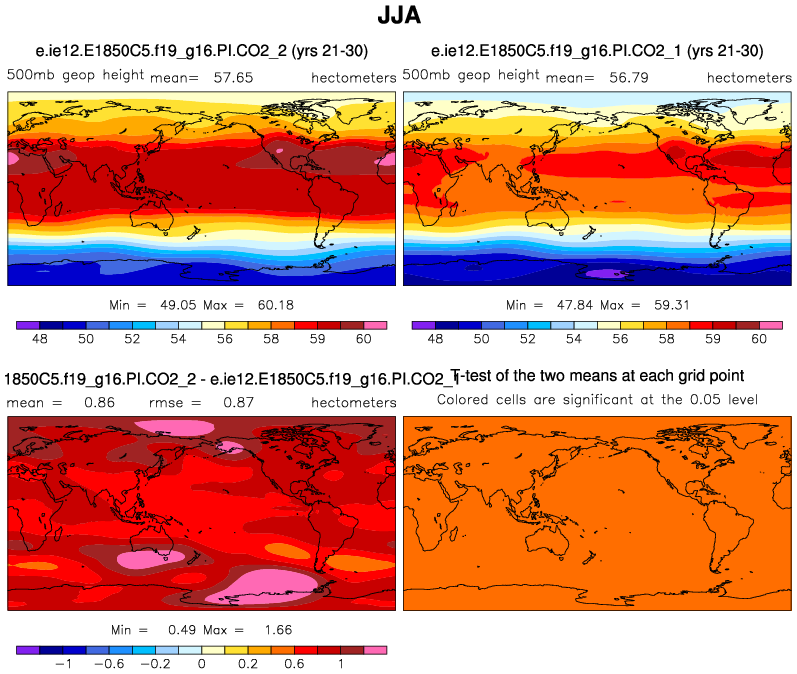 JJA
e.ie12.E1850C5.f19_g16.PI.CO2_2 (yrs 21-30)
500mb geop height mean= 57.65 hectometers
Min = 49.05 Max = 60.18
48 50 52 54 56 58 59 60
e.ie12.E1850C5.f19_g16.PI.CO2_1 (yrs 21-30)
500mb geop height mean= 56.79 hectometers
Min = 47.84 Max = 59.31
48 50 52 54 56 58 59 60
1850C5.f19_g16.PI.CO2_2 - e.ie12.E1850C5.f19_g16.PI.CO2_
mean = 0.86 rmse = 0.87 hectometers
Min = 0.49 Max = 1.66
-1 -0.6 -0.2 0 0.2 0.6 1
T-test of the two means at each grid point
Colored cells are significant at the 0.05 level